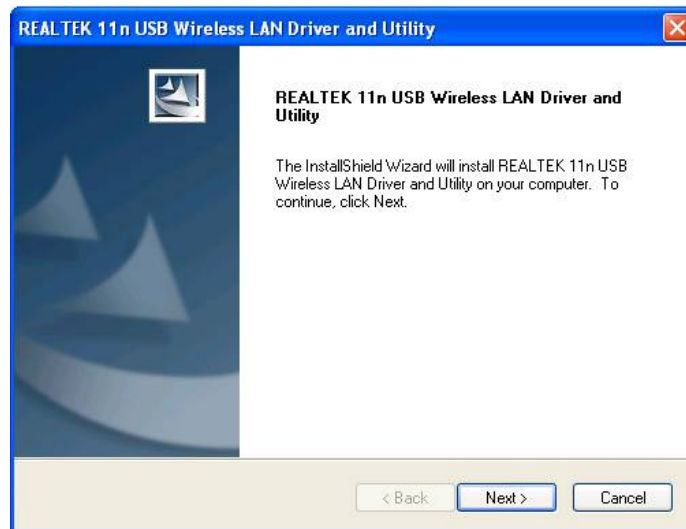 REALTEK 11n USB Wireless LAN Driver and Utility
REALTEK 11n USB Wireless LAN Driver and
Utility
The InstallShield Wizard will install REALTEK 11n USB
Wireless LAN Driver and Utility on your computer.  To
continue, click Next.
< Back
Next >
Cancel